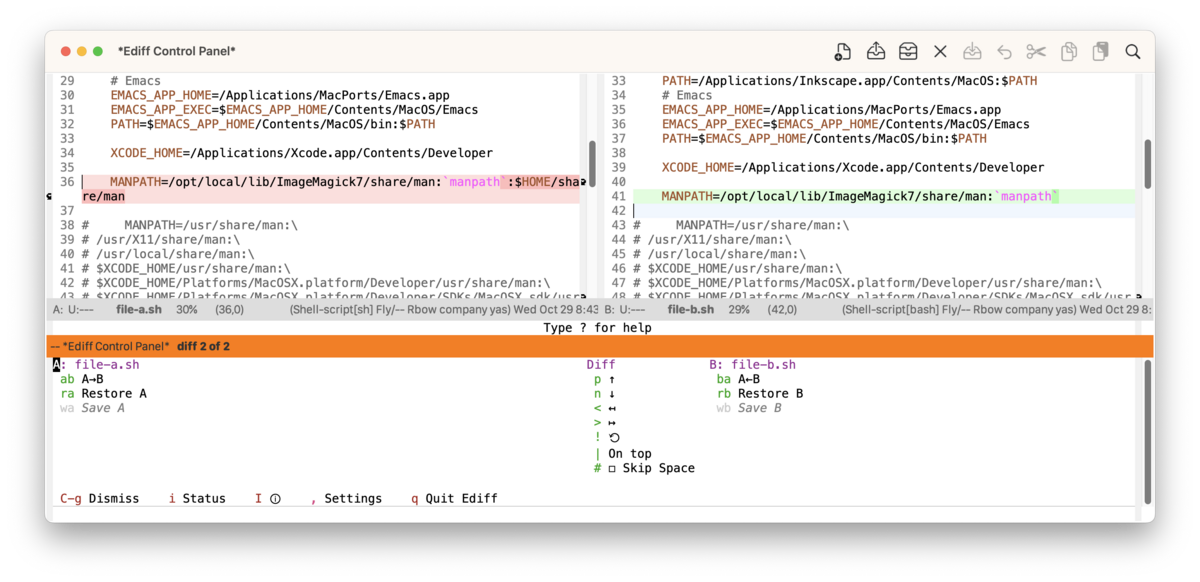 *Ediff Control Panel*
29 # Emacs
30 EMACS_APP_HOME=/Applications/MacPorts/Emacs.app
31 EMACS_APP_EXEC=$EMACS_APP_HOME/Contents/MacOS/Emacs
32 PATH=$EMACS_APP_HOME/Contents/MacOS/bin:$PATH
33
34 XCODE_HOME=/Applications/Xcode.app/Contents/Developer
35
36 MANPATH=/opt/local/lib/ImageMagick7/share/man:`manpath`:$HOME/sha
re/man
37
38 # MANPATH=/usr/share/man:\
39 # /usr/X11/share/man:\
40 # /usr/local/share/man:\
41 # $XCODE_HOME/usr/share/man:\
42 # $XCODE_HOME/Platforms/MacOSX.platform/Developer/usr/share/man:\
43 # $XCODE_HOME/Platforms/MacOSX.platform/Developer/SDKs/MacOSX.sdk/usr
A: U:--- file-a.sh 30% (36,0) (Shell-script[sh] Fly/-- Rbow company yas) Wed Oct 29 8:43
33 PATH=/Applications/Inkscape.app/Contents/MacOS:$PATH
34 # Emacs
35 EMACS_APP_HOME=/Applications/MacPorts/Emacs.app
36 EMACS_APP_EXEC=$EMACS_APP_HOME/Contents/MacOS/Emacs
37 PATH=$EMACS_APP_HOME/Contents/MacOS/bin:$PATH
38
39 XCODE_HOME=/Applications/Xcode.app/Contents/Developer
40
41 MANPATH=/opt/local/lib/ImageMagick7/share/man:`manpath`
42
43 # MANPATH=/usr/share/man:\
44 # /usr/X11/share/man:\
45 # /usr/local/share/man:\
46 # $XCODE_HOME/usr/share/man:\
47 # $XCODE_HOME/Platforms/MacOSX.platform/Developer/usr/share/man:\
48 # $XCODE_HOME/Platforms/MacOSX.platform/Developer/SDKs/MacOSX.sdk/usr
B: U:--- file-b.sh 29% (42,0) (Shell-script[bash] Fly/-- Rbow company yas) Wed Oct 29 8:
Type ? for help
-- *Ediff Control Panel* diff 2 of 2
A: file-a.sh Diff B: file-b.sh
ab A→B p ↑ ba A←B
ra Restore A n ↓ rb Restore B
wa Save A < ↤ wb Save B
> ↦
! ↺
| On top
# □ Skip Space
C-g Dismiss i Status I ⓘ , Settings q Quit Ediff